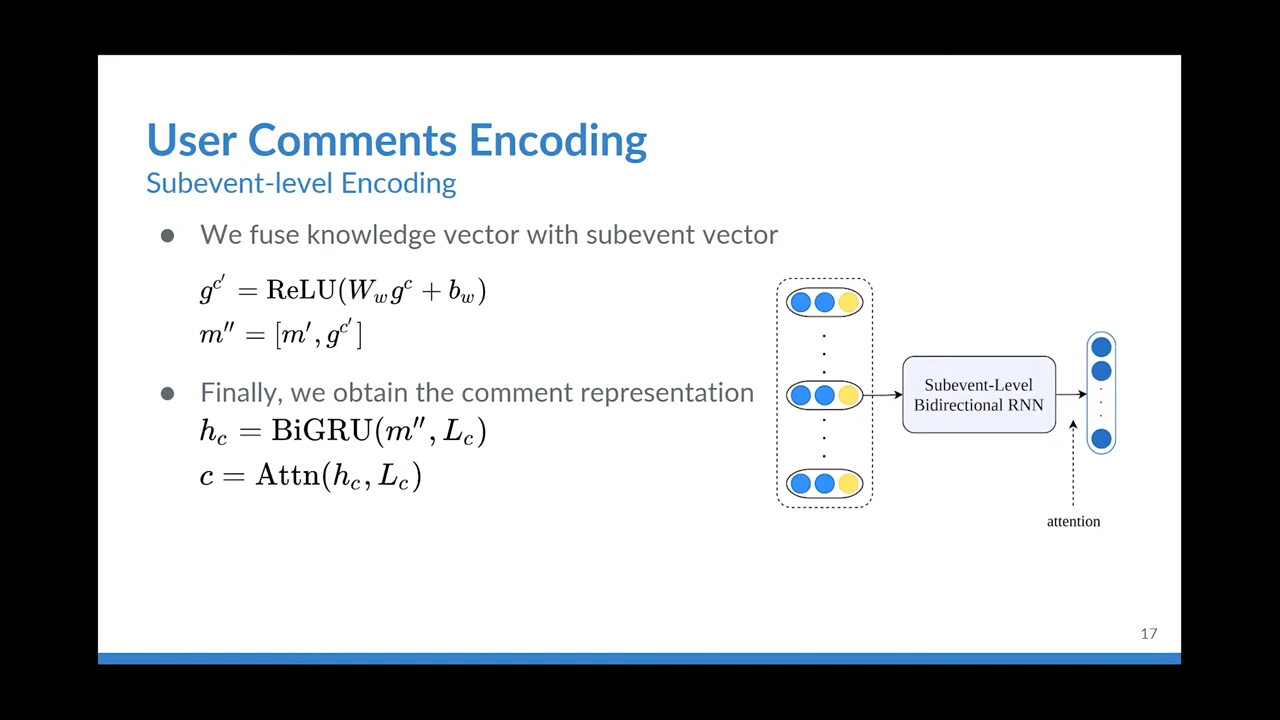 User Comments Encoding
Subevent-level Encoding
● We fuse knowledge vector with subevent vector
g^{c'} = ReLU(W_w g^c + b_w)
m'' = [m', g^{c'}]
● Finally, we obtain the comment representation
h_c = BiGRU(m'', L_c)
c = Attn(h_c, L_c)
Subevent-Level
Bidirectional RNN
attention
17